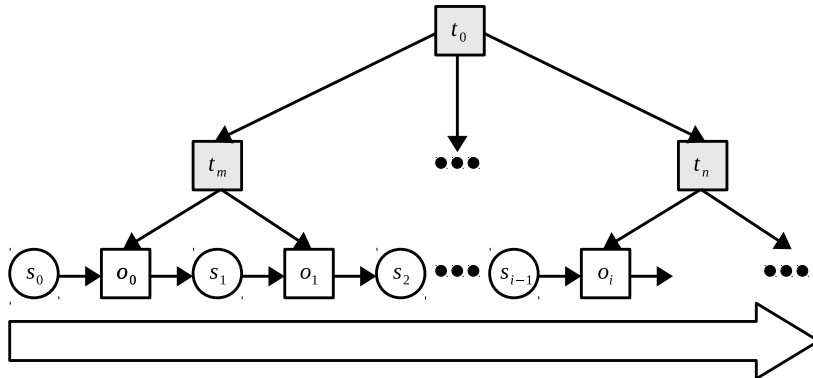 t₀
tₘ
tₙ
s₀ o₀ s₁ o₁ s₂ sᵢ₋₁ oᵢ